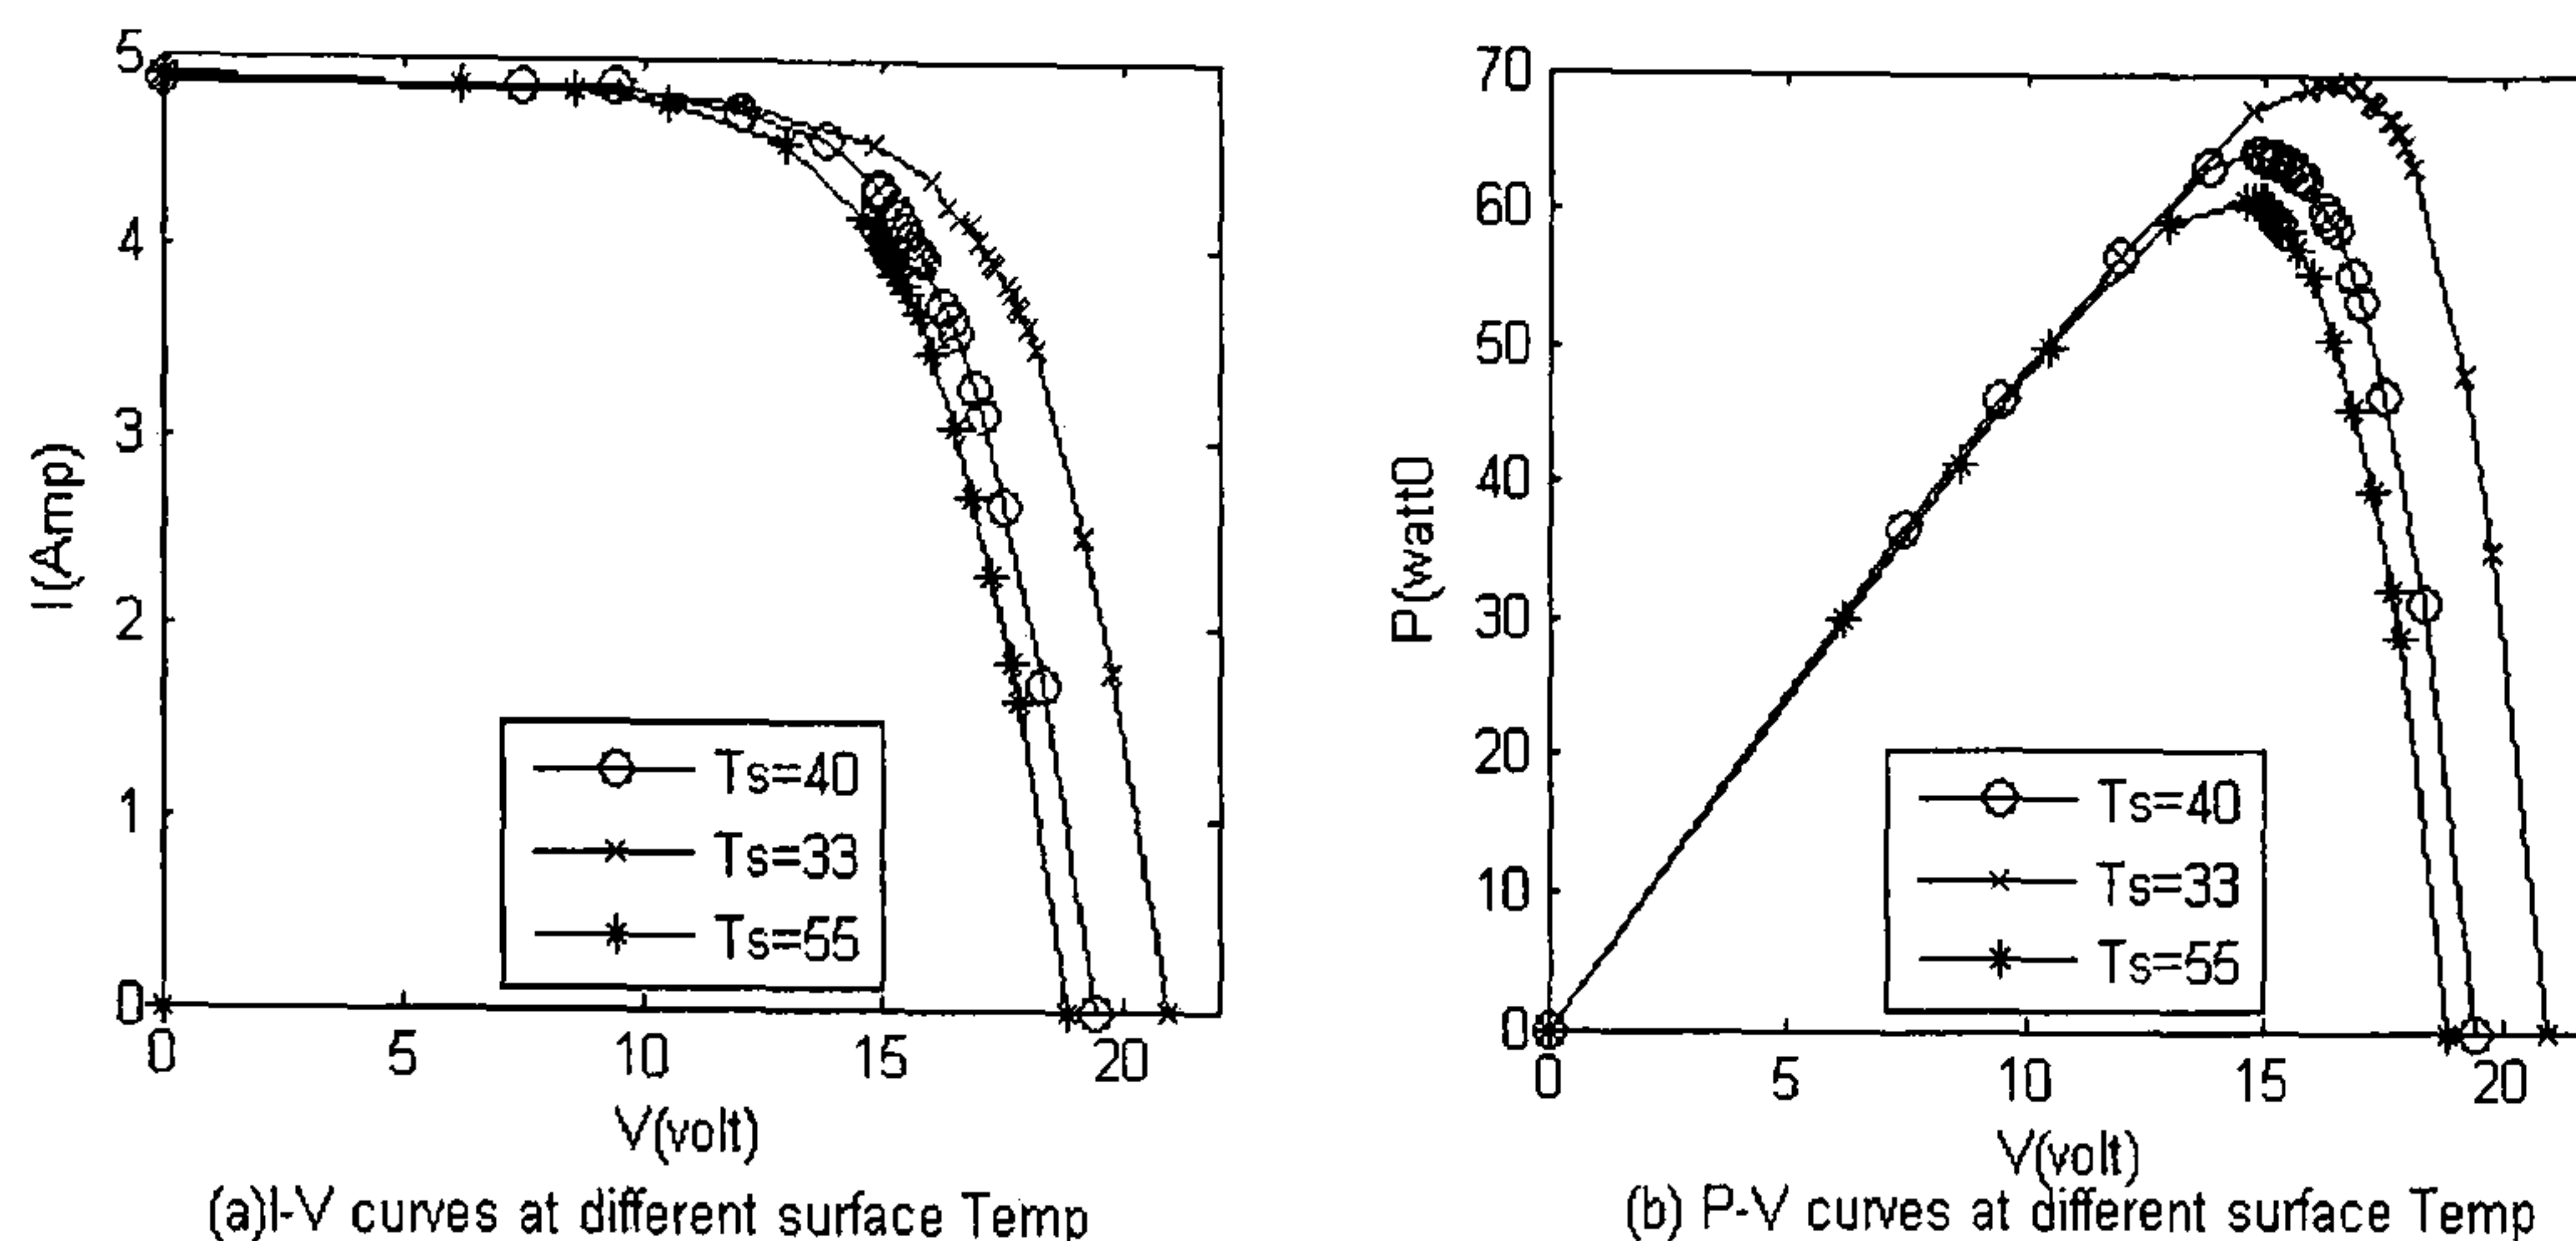 5
4
3
2
1
0
I(Amp)
Ts=40
Ts=33
Ts=55
0 5 10 15 20
V(volt)
(a)I-V curves at different surface Temp
70
60
50
40
30
20
10
0
P(watt0
Ts=40
Ts=33
Ts=55
0 5 10 15 20
V(volt)
(b) P-V curves at different surface Temp